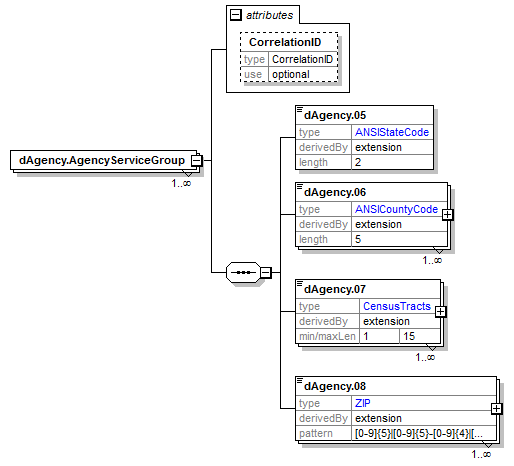 attributes
CorrelationID
type CorrelationID
use optional
dAgency.AgencyServiceGroup
1..∞
dAgency.05
type ANSIStateCode
derivedBy extension
length 2
dAgency.06
type ANSICountyCode
derivedBy extension
length 5
1..∞
dAgency.07
type CensusTracts
derivedBy extension
min/maxLen 1 15
1..∞
dAgency.08
type ZIP
derivedBy extension
pattern [0-9]{5}|[0-9]{5}-[0-9]{4}|[...
1..∞